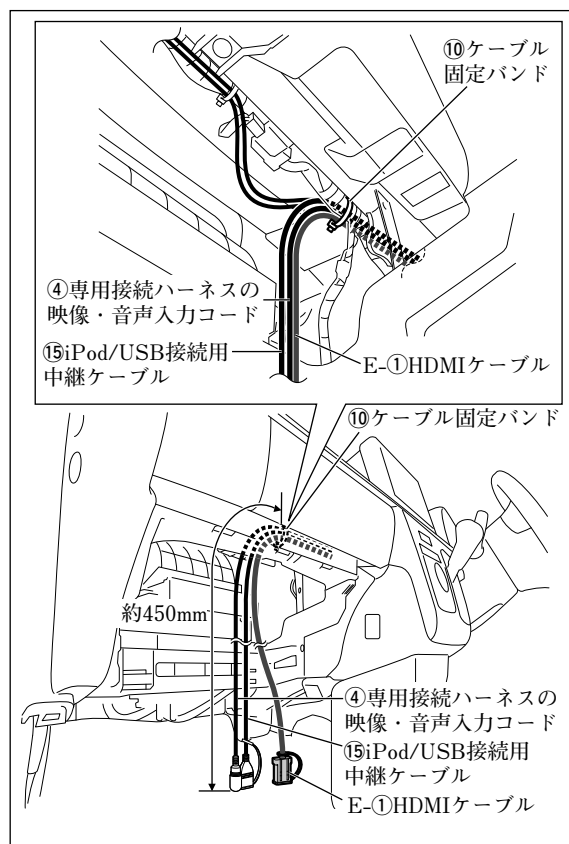 ⑩ケーブル
固定バンド
④専用接続ハーネスの
映像・音声入力コード
⑮iPod/USB接続用
中継ケーブル
E-①HDMIケーブル
⑩ケーブル固定バンド
約450mm
④専用接続ハーネスの
映像・音声入力コード
⑮iPod/USB接続用
中継ケーブル
E-①HDMIケーブル